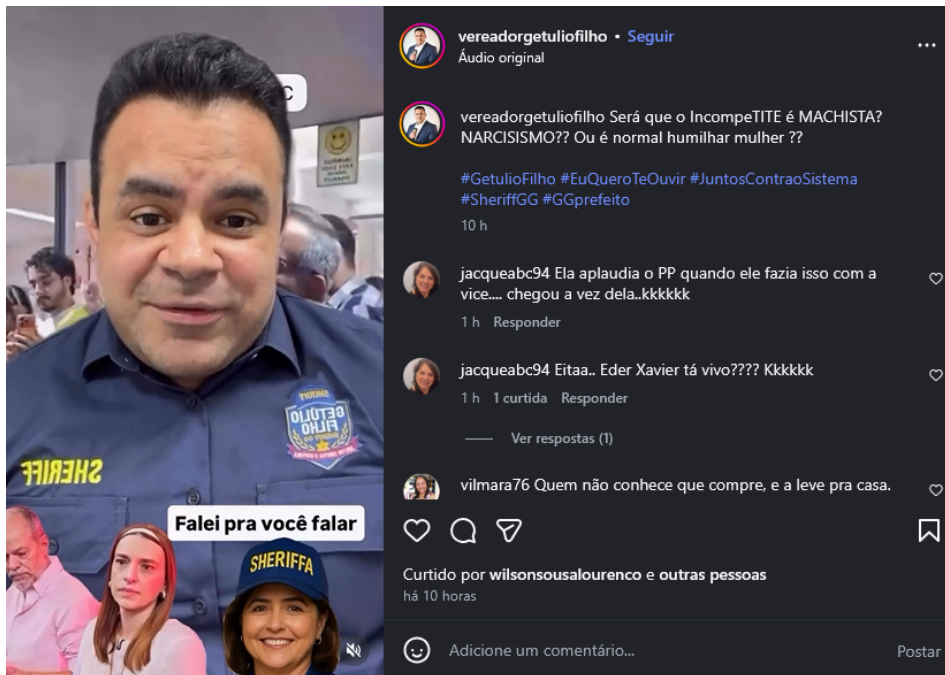 C
SORRIA
SHERIFF
GETÚLIO
FILHO
SHERIFF GG
SHERIFF
Falei pra você falar
SHERIFFA
vereadorgetuliofilho • Seguir
Áudio original
vereadorgetuliofilho Será que o IncompeTITE é MACHISTA?
NARCISISMO?? Ou é normal humilhar mulher ??
#GetulioFilho #EuQueroTeOuvir #JuntosContraoSistema
#SheriffGG #GGprefeito
10 h
jacqueabc94 Ela aplaudia o PP quando ele fazia isso com a
vice.... chegou a vez dela..kkkkkk
1 h Responder
jacqueabc94 Eitaa.. Eder Xavier tá vivo???? Kkkkkk
1 h 1 curtida Responder
Ver respostas (1)
vilmara76 Quem não conhece que compre, e a leve pra casa.
Curtido por wilsonsousalourenco e outras pessoas
há 10 horas
Adicione um comentário...
Postar